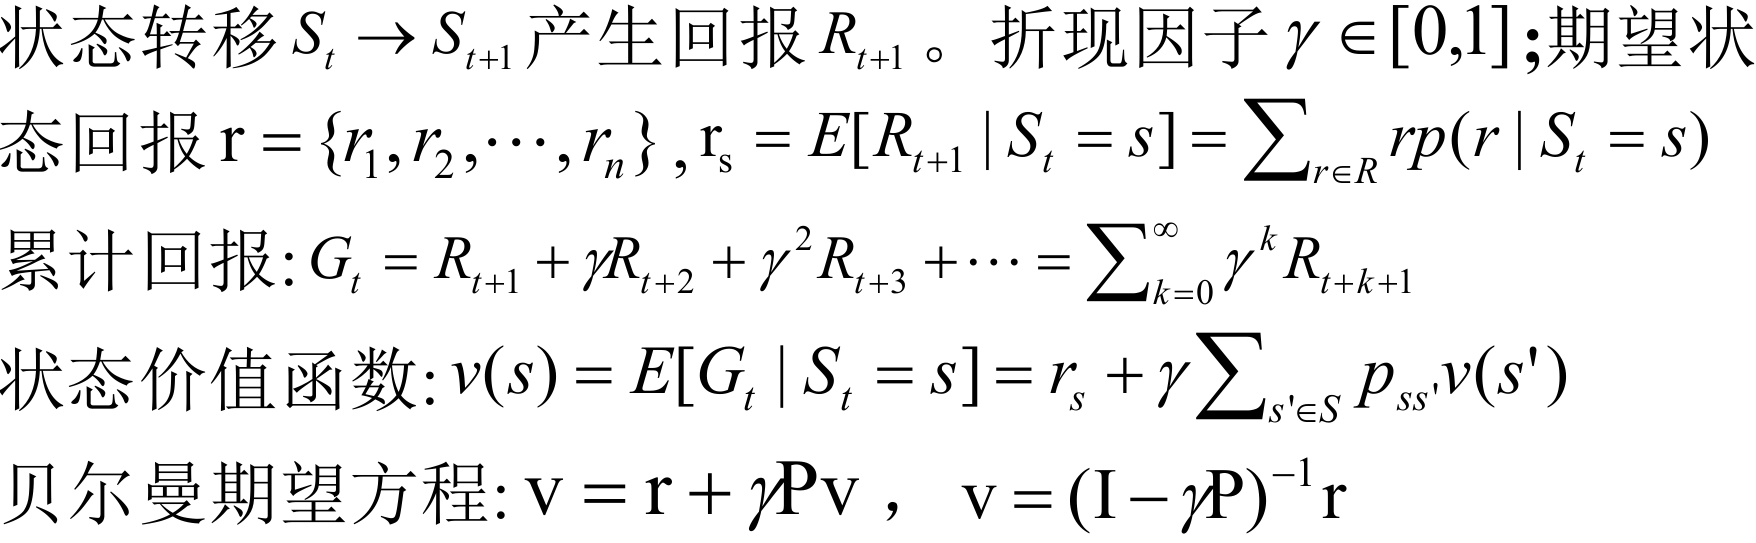 状态转移 S_t → S_{t+1} 产生回报 R_{t+1} 。 折现因子 γ ∈ [0,1] ;期望状
态回报 r = {r_1, r_2, ⋯, r_n} , r_s = E[R_{t+1} | S_t = s] = ∑_{r∈R} rp(r | S_t = s)
累计回报: G_t = R_{t+1} + γR_{t+2} + γ^2 R_{t+3} + ⋯ = ∑_{k=0}^{∞} γ^k R_{t+k+1}
状态价值函数: v(s) = E[G_t | S_t = s] = r_s + γ∑_{s'∈S} p_{ss'} v(s')
贝尔曼期望方程: v = r + γPv , v = (I − γP)^{−1} r